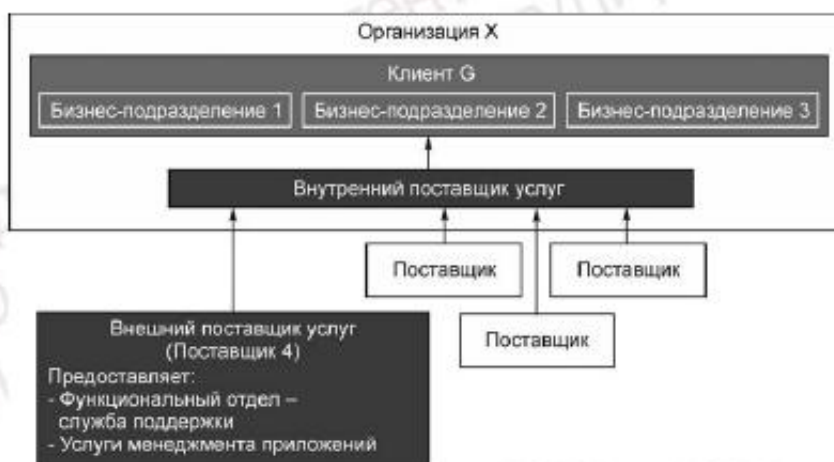 Организация X
Клиент G
Бизнес-подразделение 1
Бизнес-подразделение 2
Бизнес-подразделение 3
Внутренний поставщик услуг
Поставщик
Поставщик
Поставщик
Внешний поставщик услуг
(Поставщик 4)
Предоставляет:
- Функциональный отдел –
служба поддержки
- Услуги менеджмента приложений